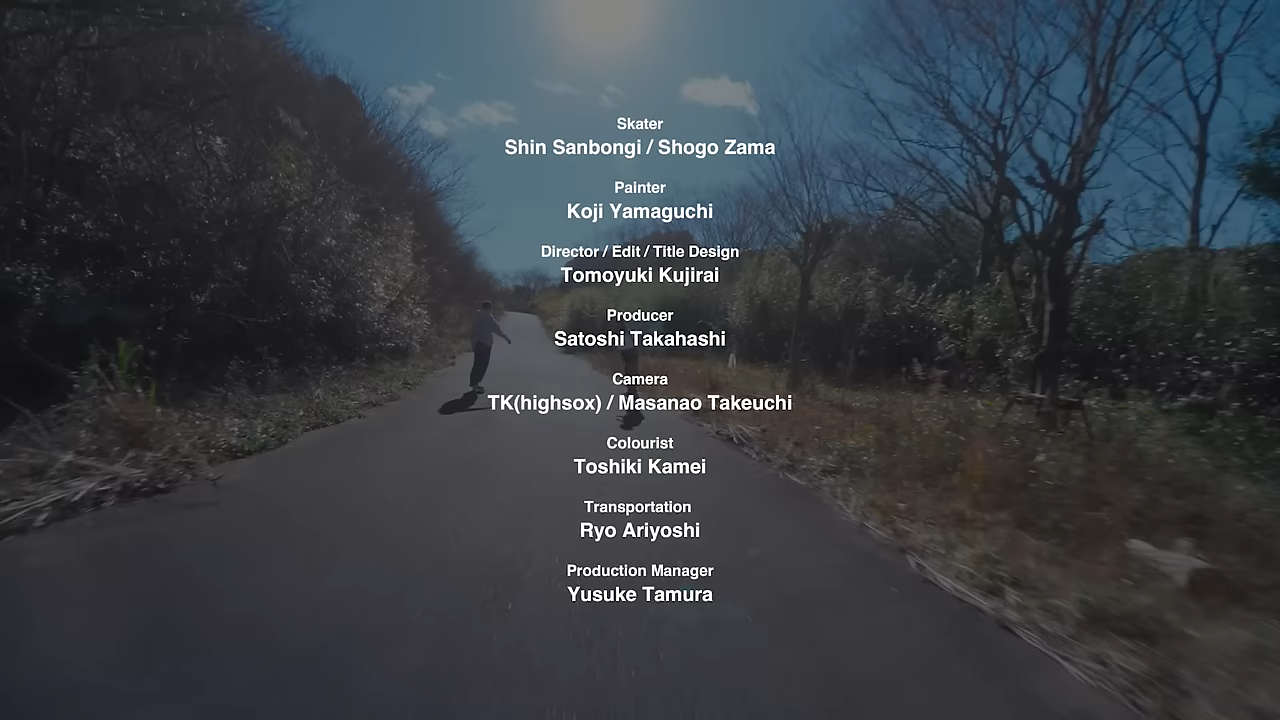 Skater
Shin Sanbongi / Shogo Zama
Painter
Koji Yamaguchi
Director / Edit / Title Design
Tomoyuki Kujirai
Producer
Satoshi Takahashi
Camera
TK(highsox) / Masanao Takeuchi
Colourist
Toshiki Kamei
Transportation
Ryo Ariyoshi
Production Manager
Yusuke Tamura